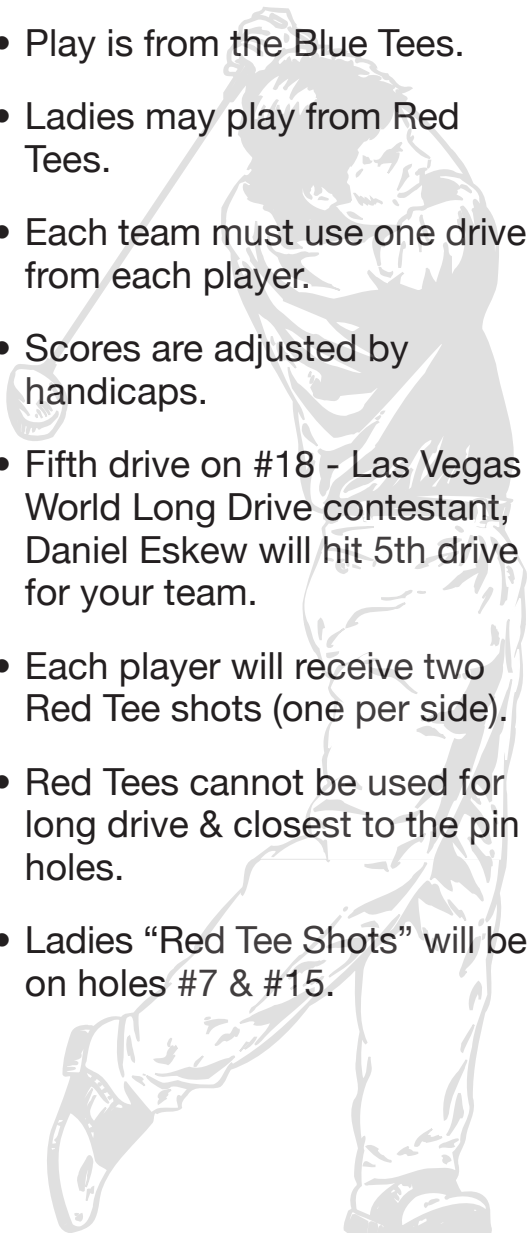 • Play is from the Blue Tees.
• Ladies may play from Red
Tees.
• Each team must use one drive
from each player.
• Scores are adjusted by
handicaps.
• Fifth drive on #18 - Las Vegas
World Long Drive contestant,
Daniel Eskew will hit 5th drive
for your team.
• Each player will receive two
Red Tee shots (one per side).
• Red Tees cannot be used for
long drive & closest to the pin
holes.
• Ladies “Red Tee Shots” will be
on holes #7 & #15.